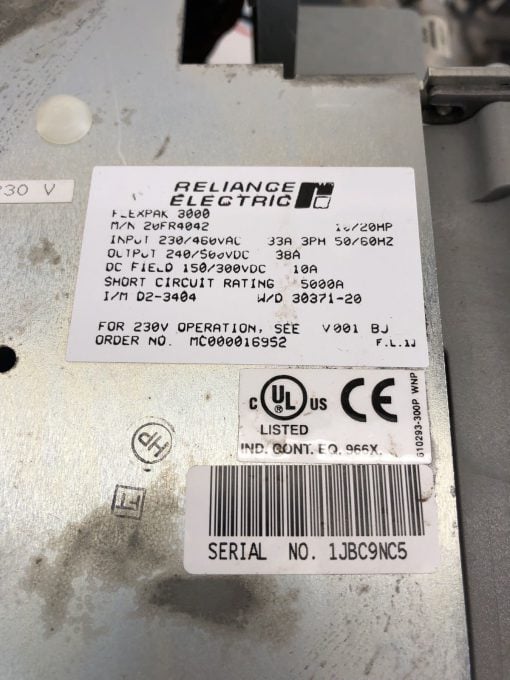 230 V
RELIANCE
ELECTRIC
FLEXPAK 3000
M/N 20FR4042 10/20HP
INPUT 230/460VAC 33A 3PH 50/60HZ
OUTPUT 240/500VDC 38A
DC FIELD 150/300VDC 10A
SHORT CIRCUIT RATING 5000A
I/M D2-3404 W/D 30371-20
FOR 230V OPERATION, SEE V001 BJ
ORDER NO. MC000016952 F.L.1J
C UL US CE
LISTED
IND. CONT. EQ. 966X.
610293-300P WNP
HP
SERIAL NO. 1JBC9NC5